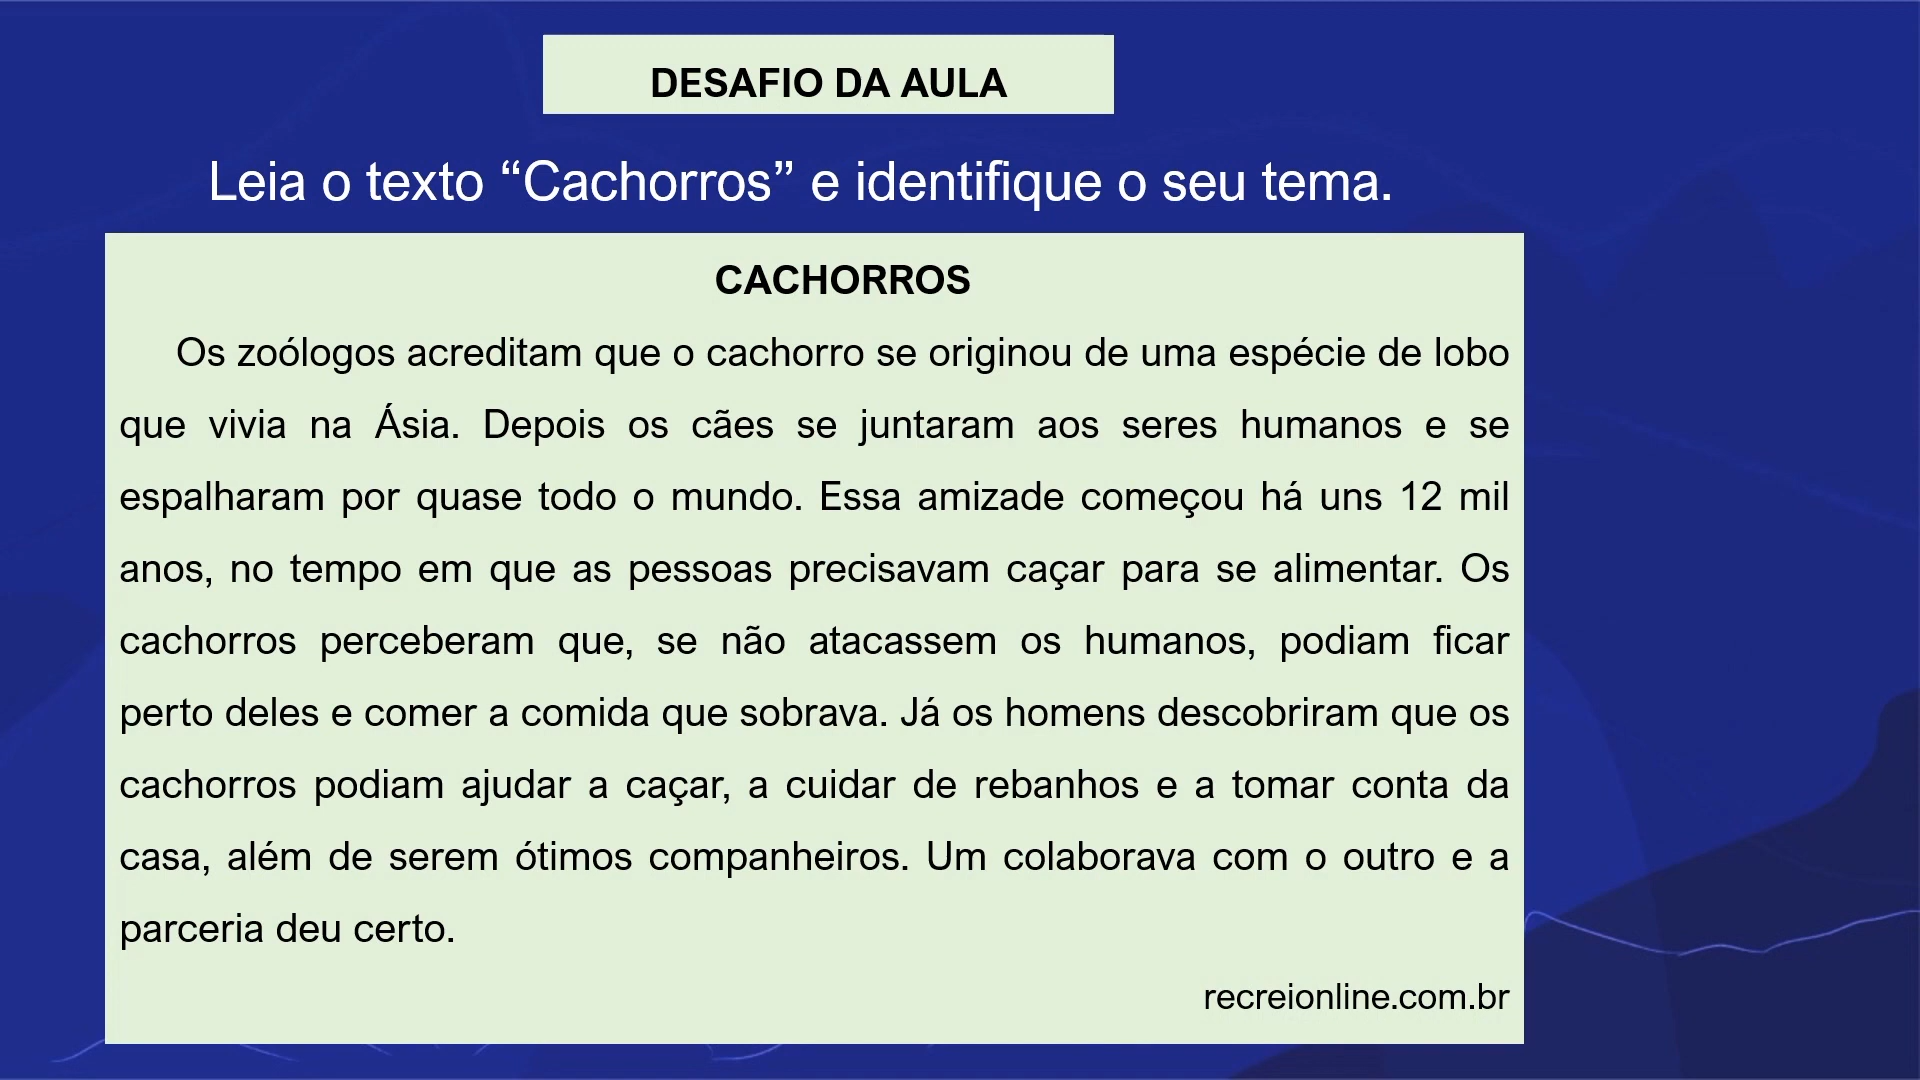 DESAFIO DA AULA
Leia o texto “Cachorros” e identifique o seu tema.
CACHORROS
Os zoólogos acreditam que o cachorro se originou de uma espécie de lobo
que vivia na Ásia. Depois os cães se juntaram aos seres humanos e se
espalharam por quase todo o mundo. Essa amizade começou há uns 12 mil
anos, no tempo em que as pessoas precisavam caçar para se alimentar. Os
cachorros perceberam que, se não atacassem os humanos, podiam ficar
perto deles e comer a comida que sobrava. Já os homens descobriram que os
cachorros podiam ajudar a caçar, a cuidar de rebanhos e a tomar conta da
casa, além de serem ótimos companheiros. Um colaborava com o outro e a
parceria deu certo.
recreionline.com.br